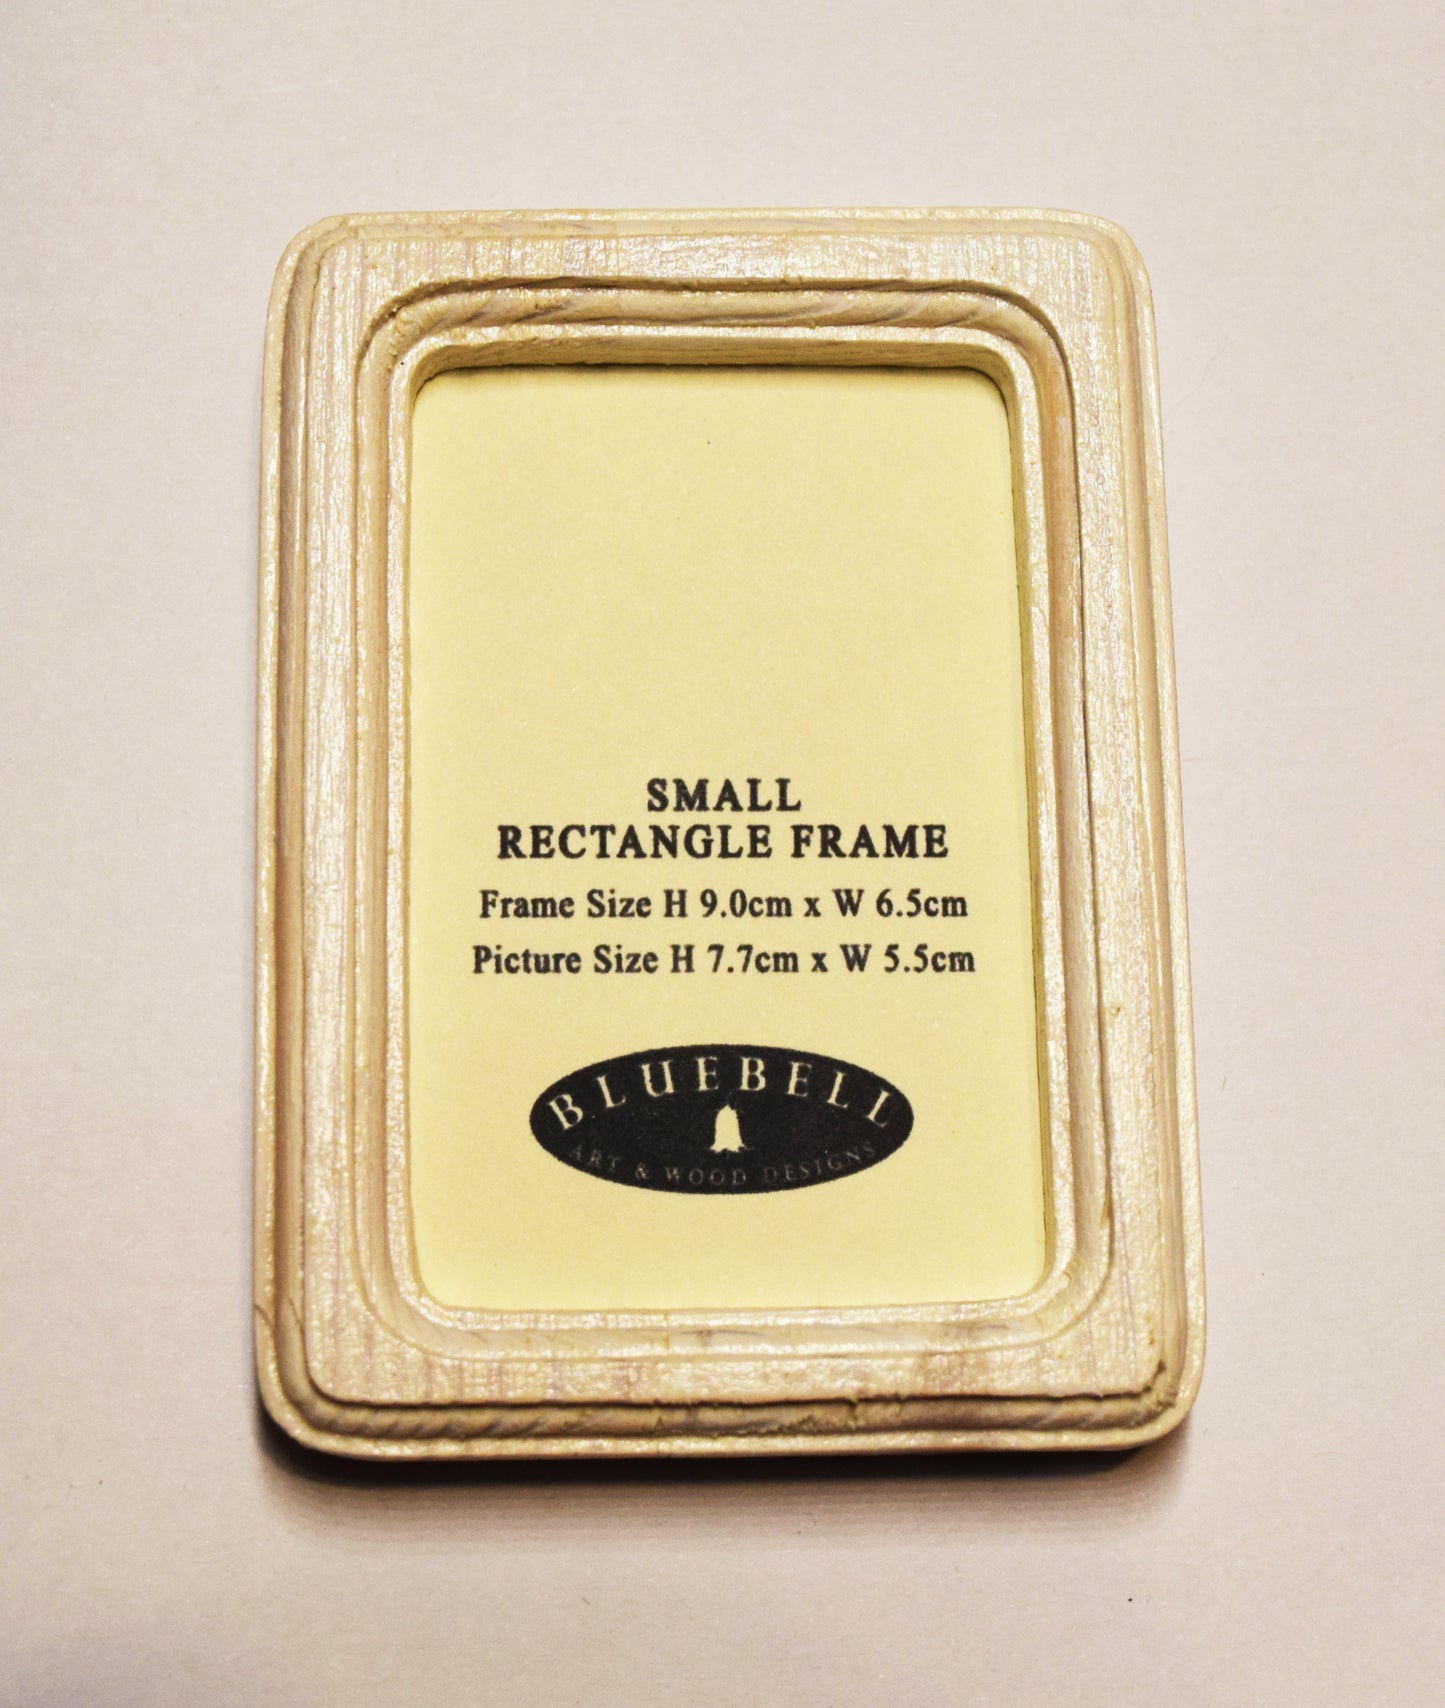 SMALL
RECTANGLE FRAME
Frame Size H 9.0cm x W 6.5cm
Picture Size H 7.7cm x W 5.5cm
BLUEBELL
ART & WOOD DESIGNS